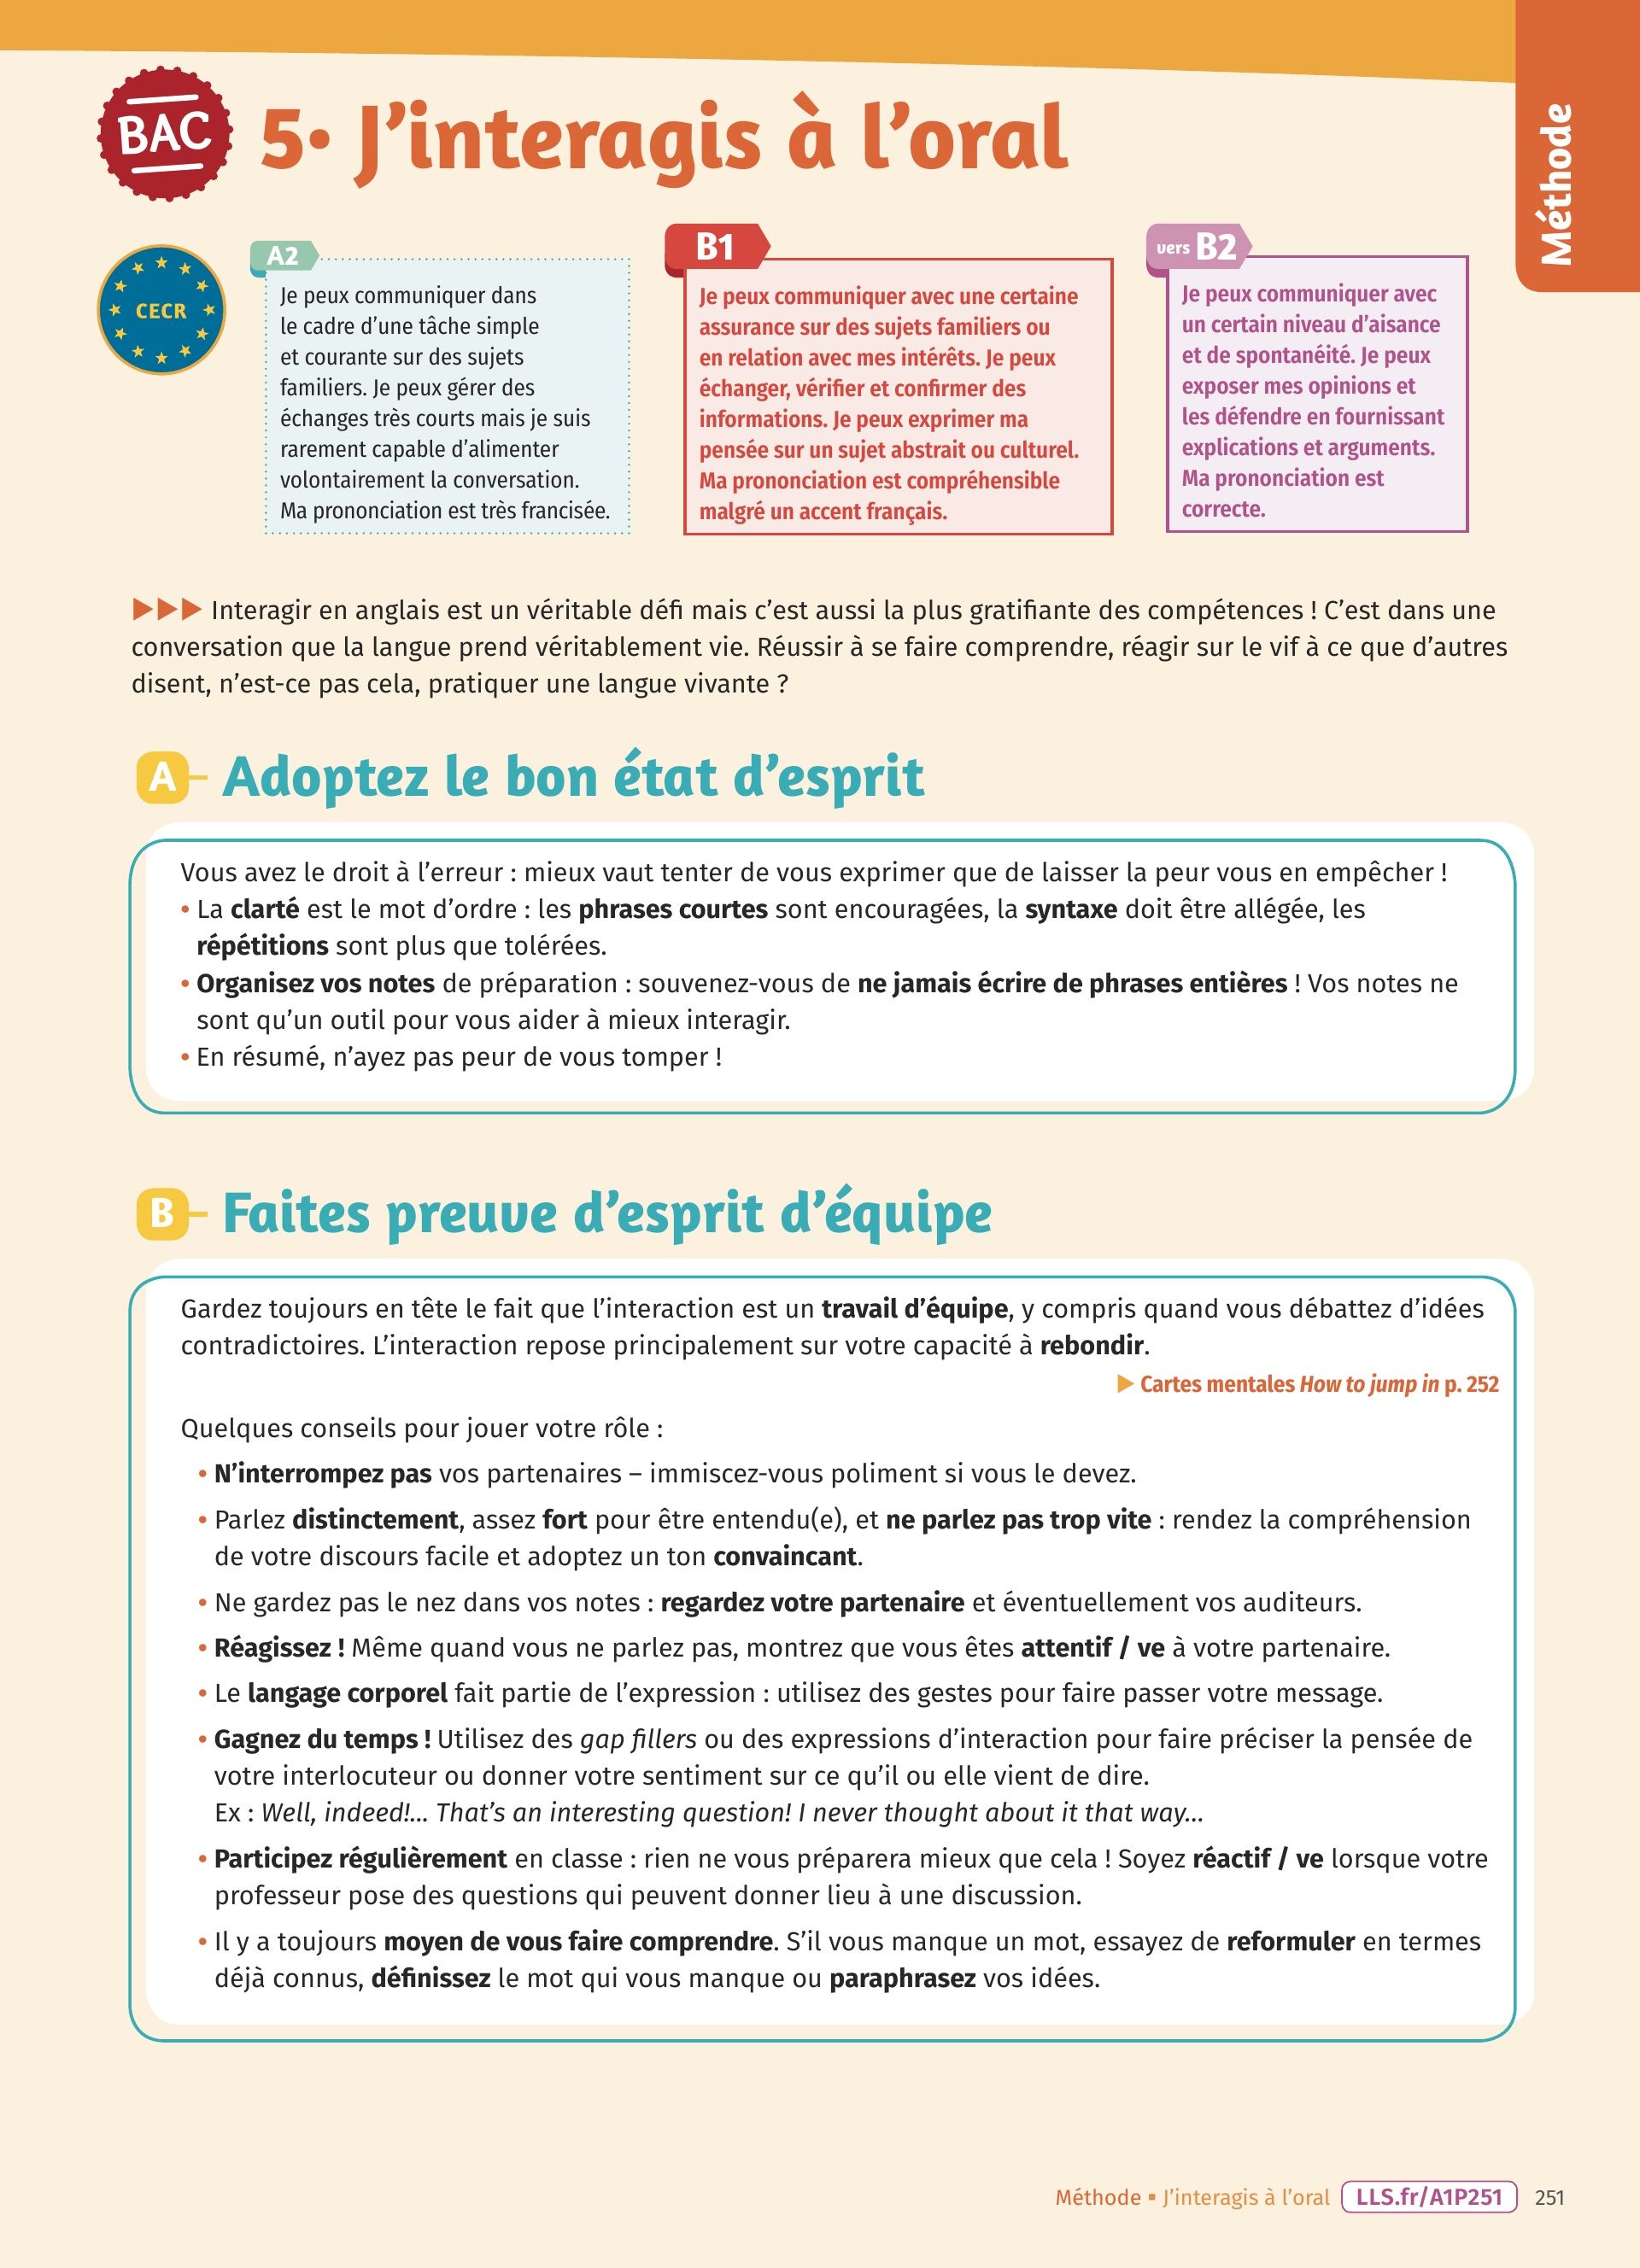 Méthode
BAC
5• J’interagis à l’oral
CECR
A2
Je peux communiquer dans
le cadre d’une tâche simple
et courante sur des sujets
familiers. Je peux gérer des
échanges très courts mais je suis
rarement capable d’alimenter
volontairement la conversation.
Ma prononciation est très francisée.
B1
Je peux communiquer avec une certaine
assurance sur des sujets familiers ou
en relation avec mes intérêts. Je peux
échanger, vérifier et confirmer des
informations. Je peux exprimer ma
pensée sur un sujet abstrait ou culturel.
Ma prononciation est compréhensible
malgré un accent français.
vers B2
Je peux communiquer avec
un certain niveau d’aisance
et de spontanéité. Je peux
exposer mes opinions et
les défendre en fournissant
explications et arguments.
Ma prononciation est
correcte.
▶▶▶ Interagir en anglais est un véritable défi mais c’est aussi la plus gratifiante des compétences ! C’est dans une
conversation que la langue prend véritablement vie. Réussir à se faire comprendre, réagir sur le vif à ce que d’autres
disent, n’est-ce pas cela, pratiquer une langue vivante ?
A Adoptez le bon état d’esprit
Vous avez le droit à l’erreur : mieux vaut tenter de vous exprimer que de laisser la peur vous en empêcher !
• La clarté est le mot d’ordre : les phrases courtes sont encouragées, la syntaxe doit être allégée, les
répétitions sont plus que tolérées.
• Organisez vos notes de préparation : souvenez-vous de ne jamais écrire de phrases entières ! Vos notes ne
sont qu’un outil pour vous aider à mieux interagir.
• En résumé, n’ayez pas peur de vous tomper !
B Faites preuve d’esprit d’équipe
Gardez toujours en tête le fait que l’interaction est un travail d’équipe, y compris quand vous débattez d’idées
contradictoires. L’interaction repose principalement sur votre capacité à rebondir.
▶ Cartes mentales How to jump in p. 252
Quelques conseils pour jouer votre rôle :
• N’interrompez pas vos partenaires – immiscez-vous poliment si vous le devez.
• Parlez distinctement, assez fort pour être entendu(e), et ne parlez pas trop vite : rendez la compréhension
de votre discours facile et adoptez un ton convaincant.
• Ne gardez pas le nez dans vos notes : regardez votre partenaire et éventuellement vos auditeurs.
• Réagissez ! Même quand vous ne parlez pas, montrez que vous êtes attentif / ve à votre partenaire.
• Le langage corporel fait partie de l’expression : utilisez des gestes pour faire passer votre message.
• Gagnez du temps ! Utilisez des gap fillers ou des expressions d’interaction pour faire préciser la pensée de
votre interlocuteur ou donner votre sentiment sur ce qu’il ou elle vient de dire.
Ex : Well, indeed!... That’s an interesting question! I never thought about it that way...
• Participez régulièrement en classe : rien ne vous préparera mieux que cela ! Soyez réactif / ve lorsque votre
professeur pose des questions qui peuvent donner lieu à une discussion.
• Il y a toujours moyen de vous faire comprendre. S’il vous manque un mot, essayez de reformuler en termes
déjà connus, définissez le mot qui vous manque ou paraphrasez vos idées.
Méthode ▪ J’interagis à l’oral LLS.fr/A1P251 251